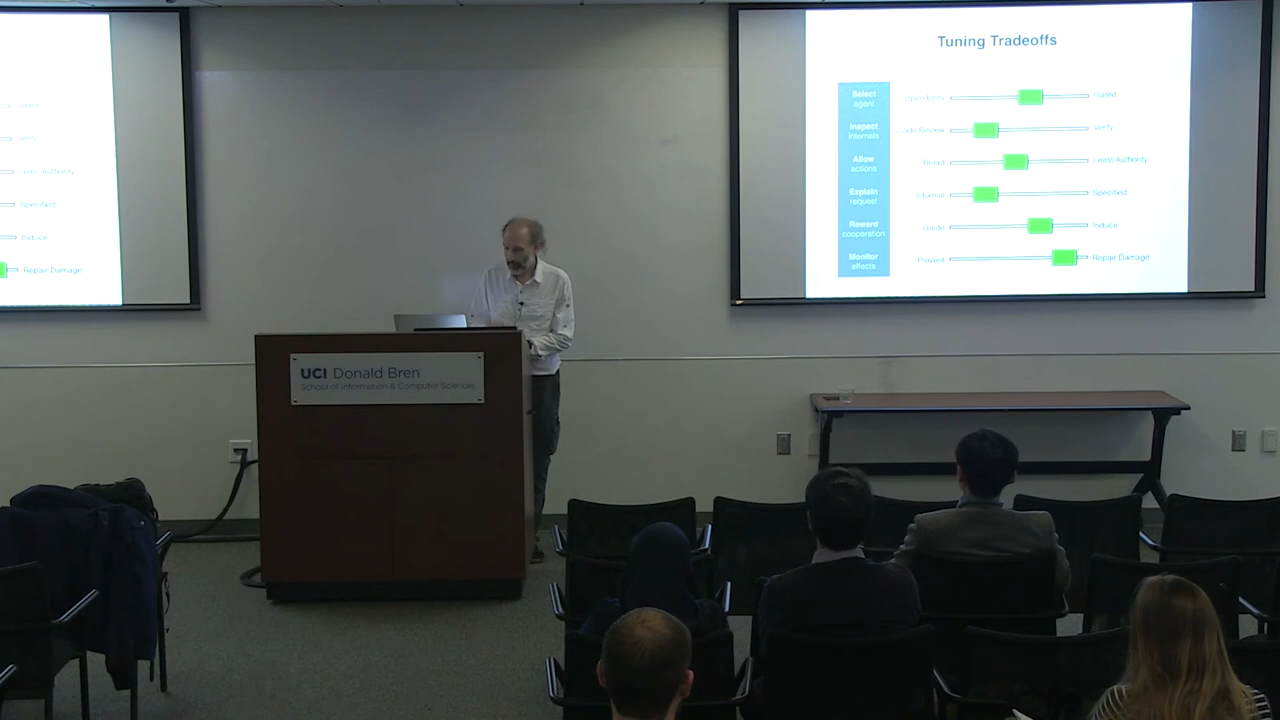 Gated
Verify
Least Authority
Specified
Induce
Repair Damage
UCI Donald Bren
School of Information & Computer Sciences
Tuning Tradeoffs
Select
agent
Open Entry
Gated
Inspect
internals
Code Review
Verify
Allow
actions
Broad
Least Authority
Explain
request
Informal
Specified
Reward
cooperation
Guide
Induce
Monitor
effects
Prevent
Repair Damage